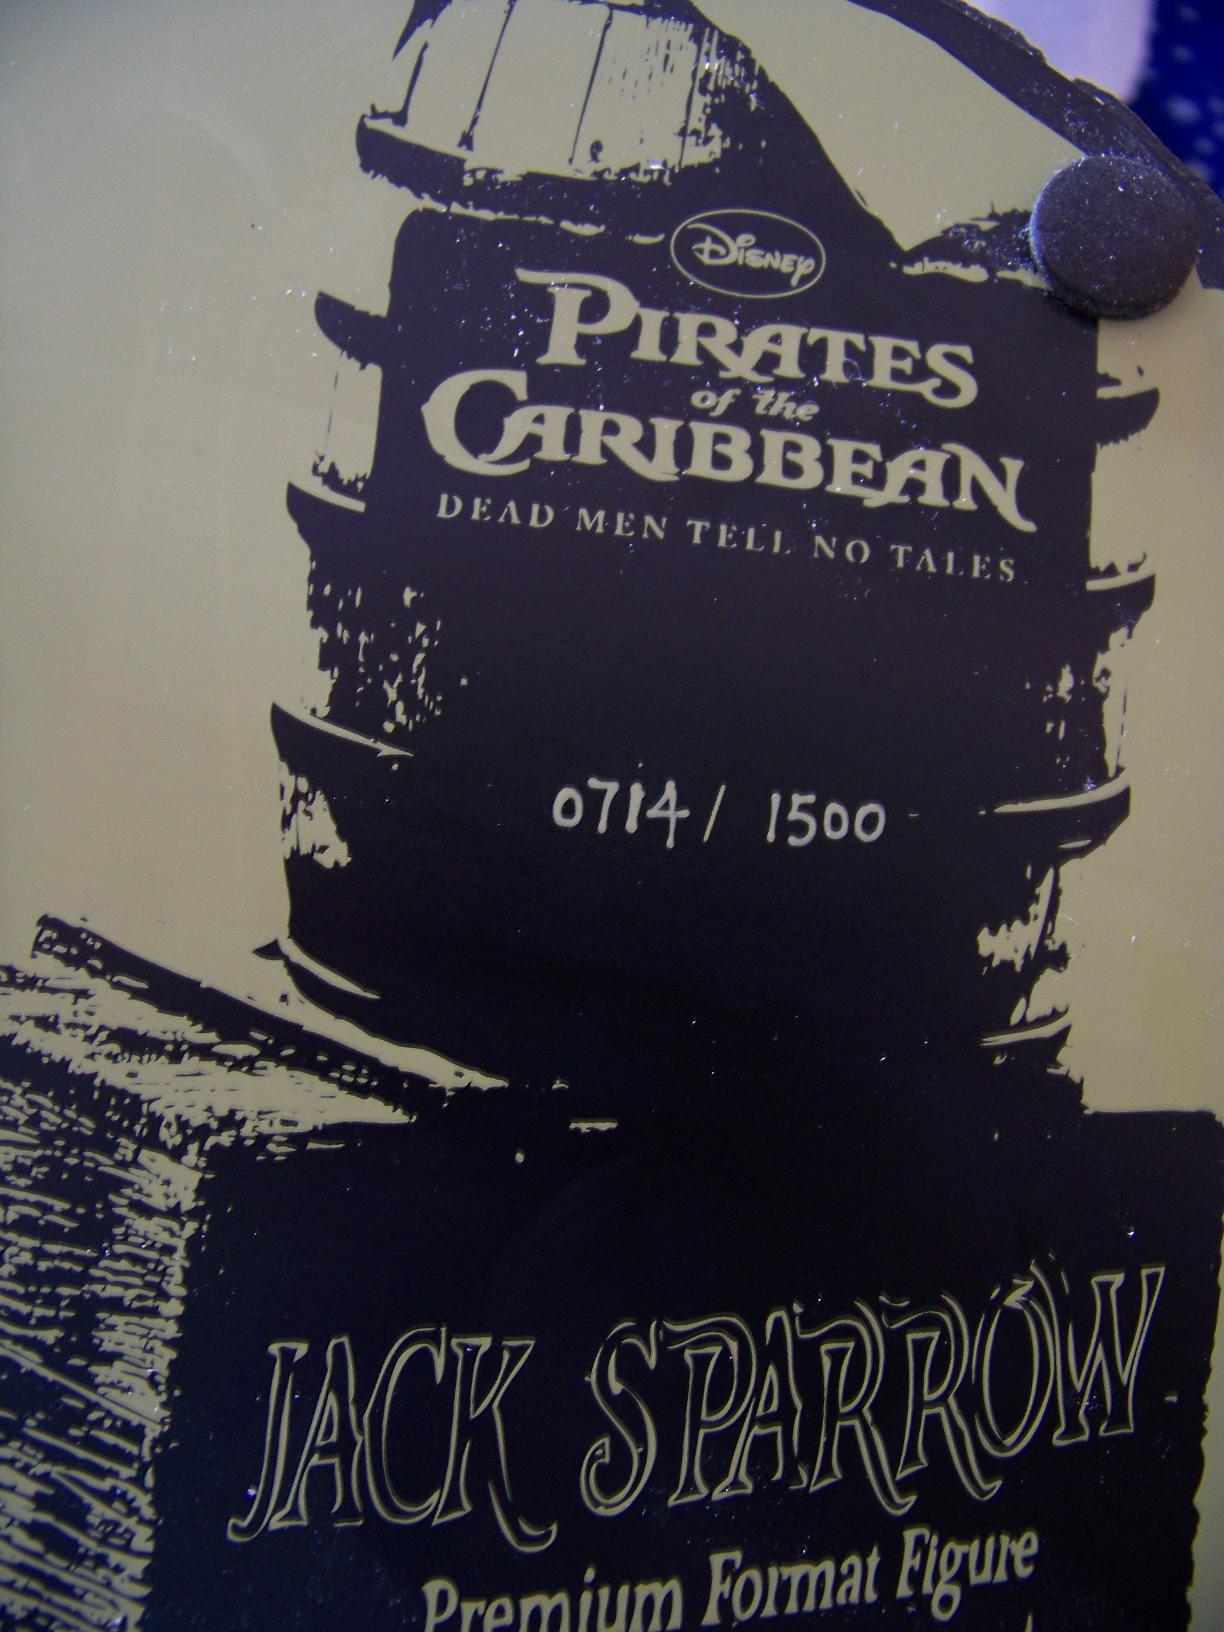 Disney
PIRATES
of the
CARIBBEAN
DEAD MEN TELL NO TALES
0714/ 1500
JACK SPARROW
Premium Format Figure